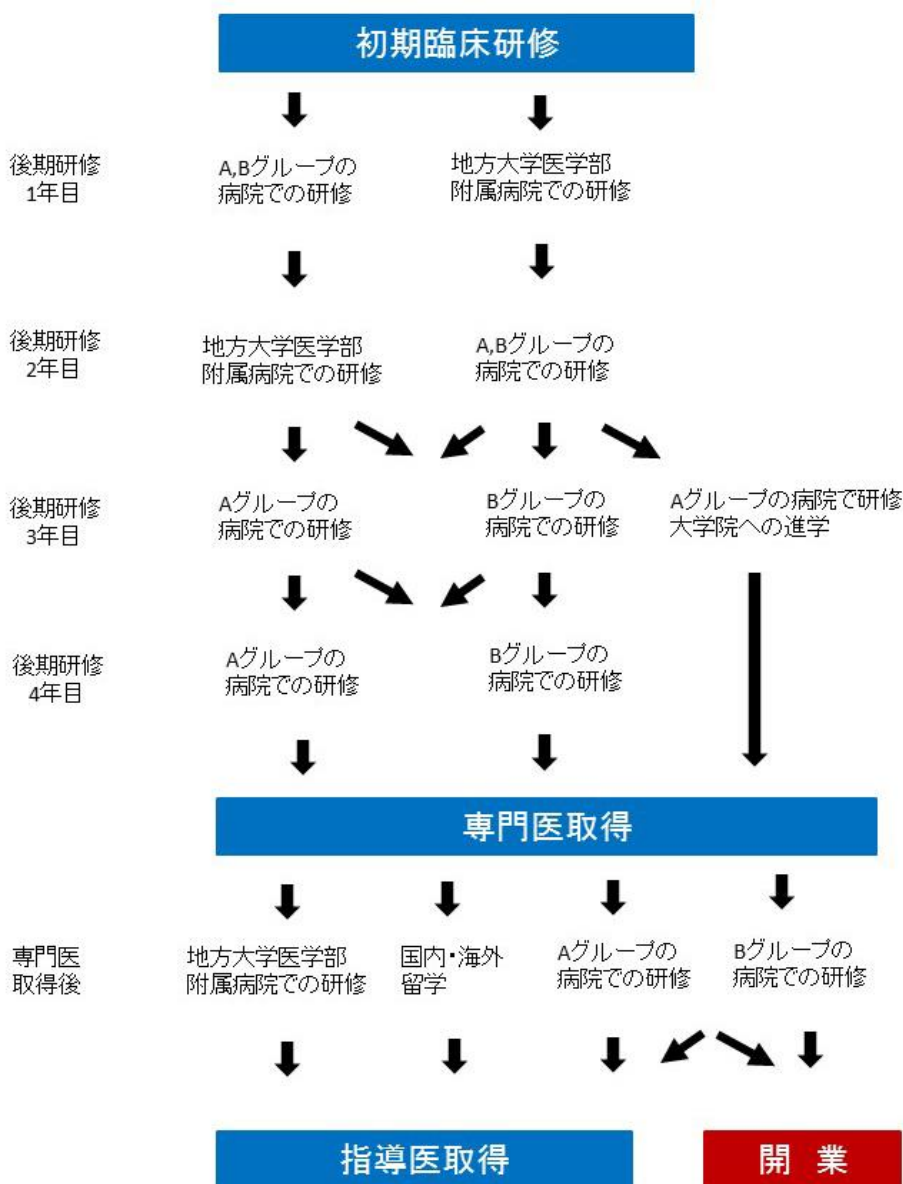 初期臨床研修
後期研修
1年目
A,Bグループの
病院での研修
地方大学医学部
附属病院での研修
後期研修
2年目
地方大学医学部
附属病院での研修
A,Bグループの
病院での研修
後期研修
3年目
Aグループの
病院での研修
Bグループの
病院での研修
Aグループの病院で研修
大学院への進学
後期研修
4年目
Aグループの
病院での研修
Bグループの
病院での研修
専門医取得
専門医
取得後
地方大学医学部
附属病院での研修
国内・海外
留学
Aグループの
病院での研修
Bグループの
病院での研修
指導医取得
開 業